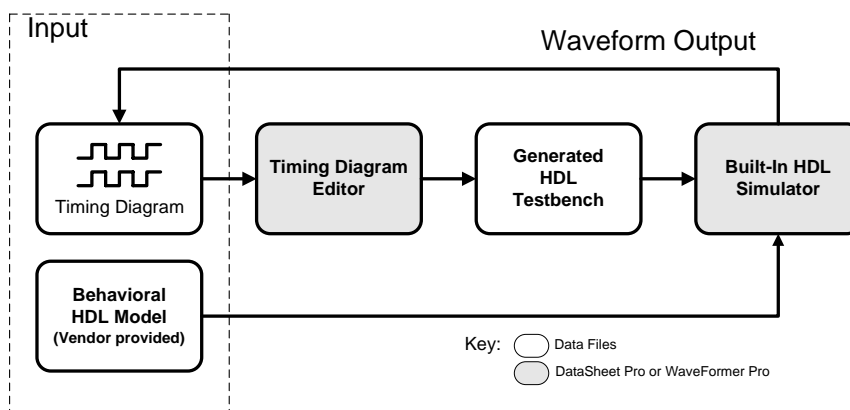 Input
Waveform Output
Timing Diagram
Timing Diagram
Editor
Generated
HDL
Testbench
Built-In HDL
Simulator
Behavioral
HDL Model
(Vendor provided)
Key:
Data Files
DataSheet Pro or WaveFormer Pro